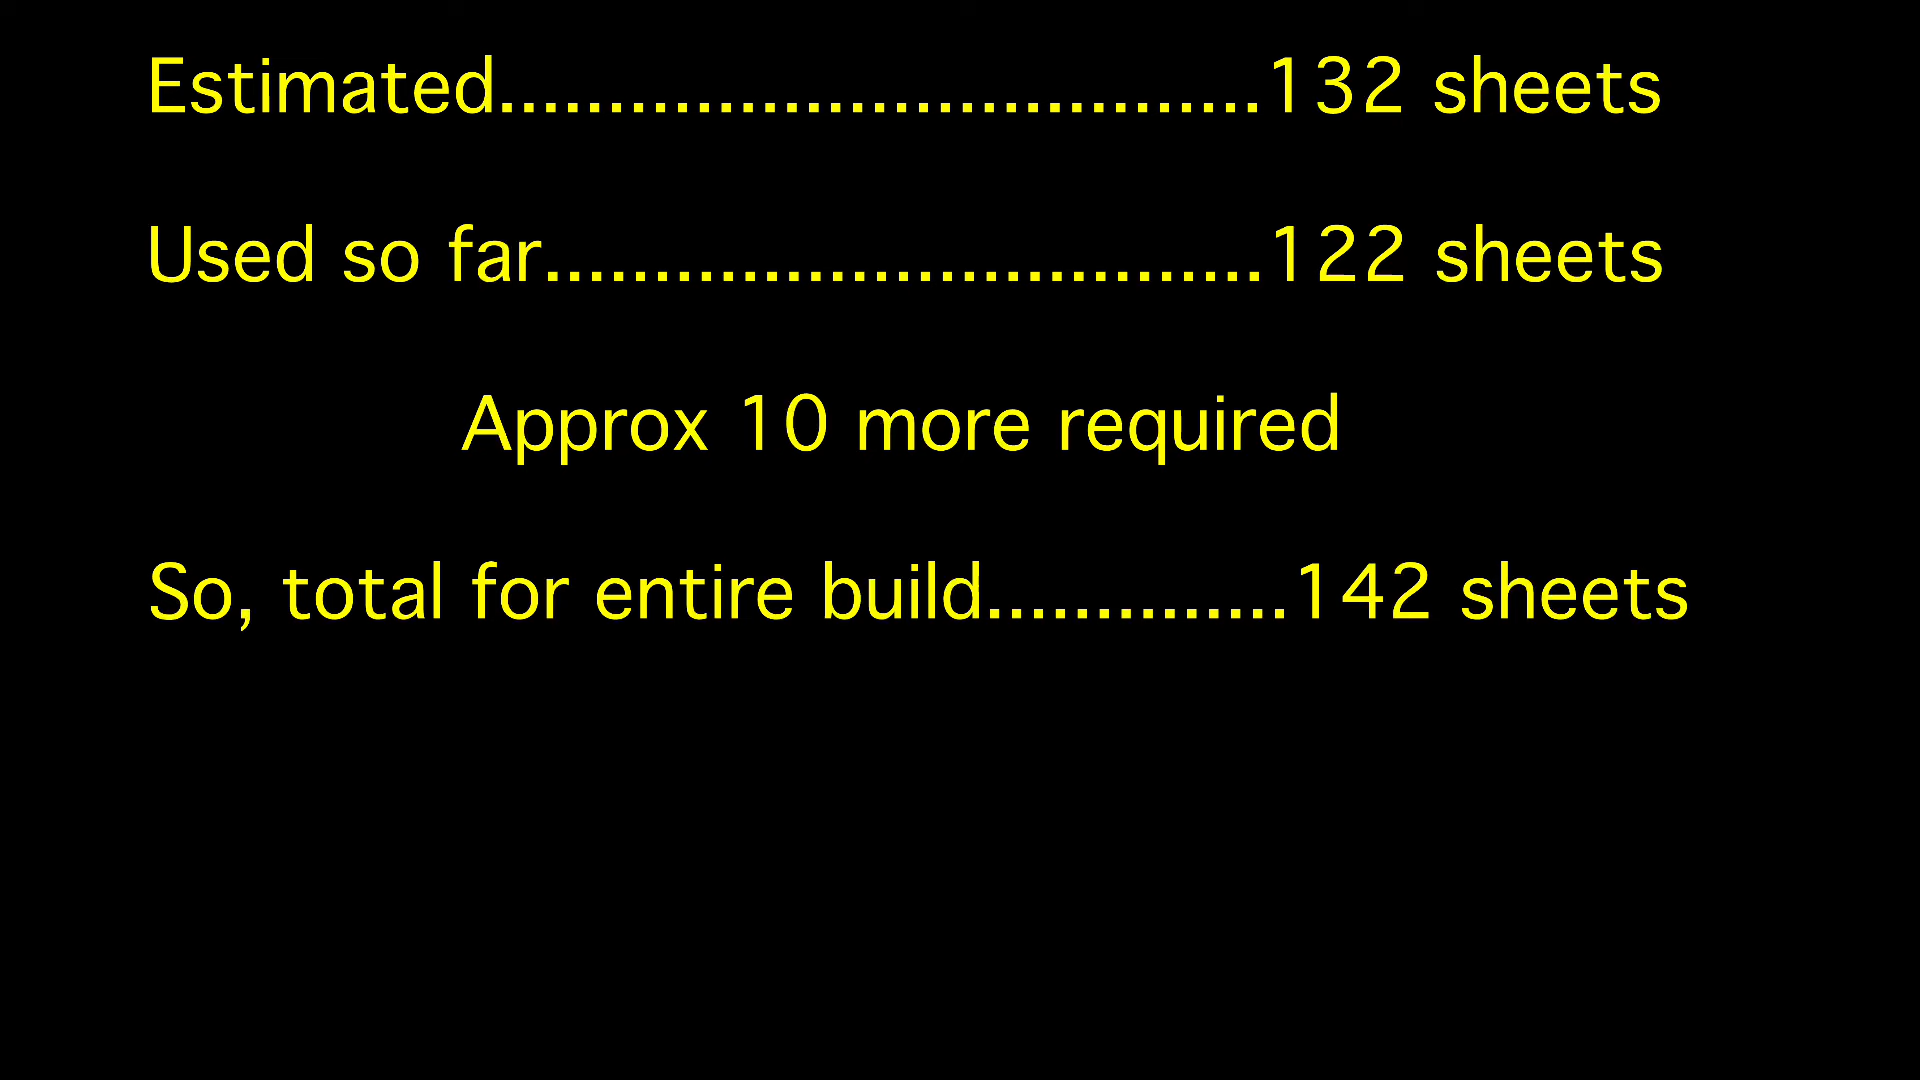 Estimated...................................132 sheets
Used so far.................................122 sheets
Approx 10 more required
So, total for entire build..............142 sheets